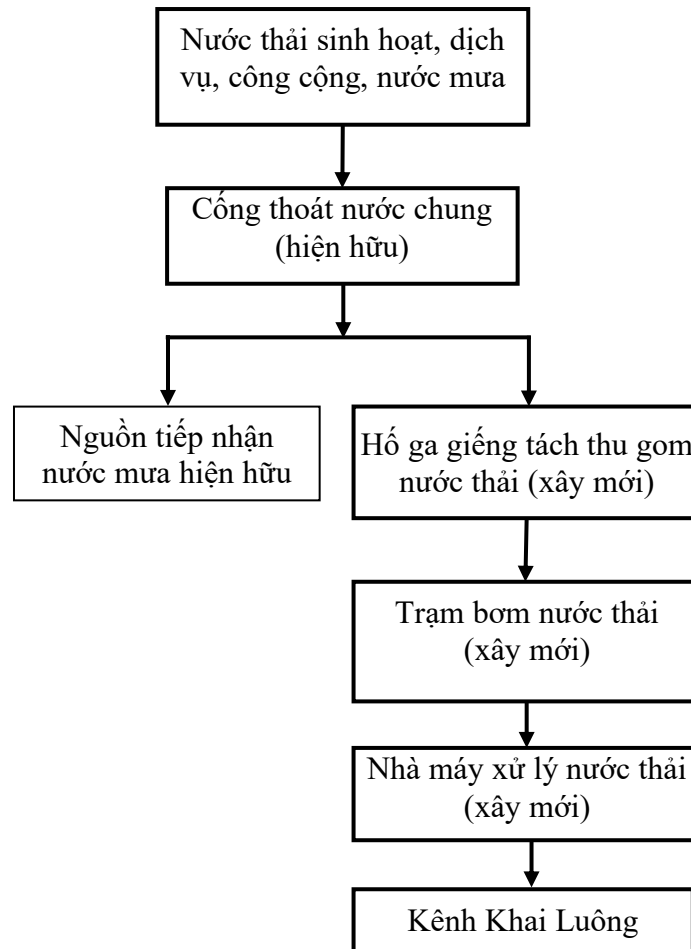 Nước thải sinh hoạt, dịch
vụ, công cộng, nước mưa
Cống thoát nước chung
(hiện hữu)
Nguồn tiếp nhận
nước mưa hiện hữu
Hố ga giếng tách thu gom
nước thải (xây mới)
Trạm bơm nước thải
(xây mới)
Nhà máy xử lý nước thải
(xây mới)
Kênh Khai Luông